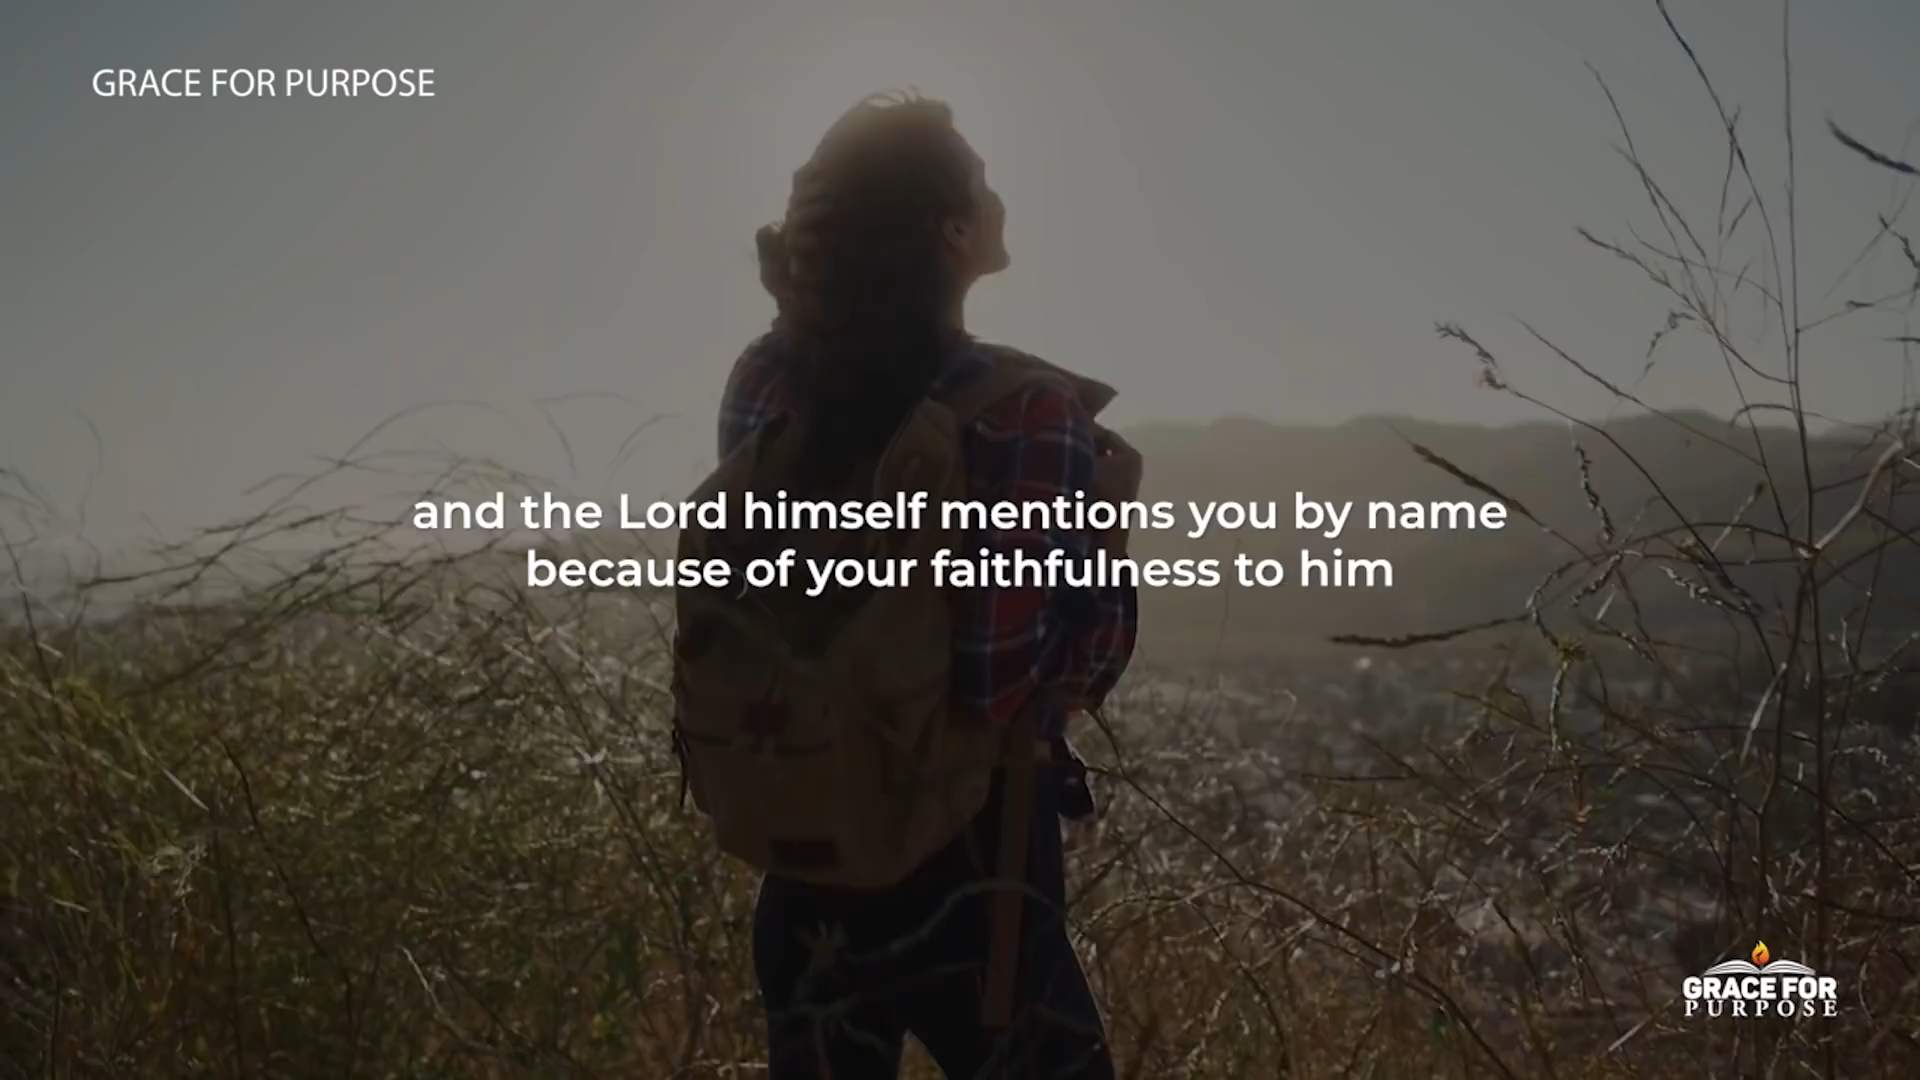 GRACE FOR PURPOSE
and the Lord himself mentions you by name
because of your faithfulness to him
GRACE FOR
PURPOSE